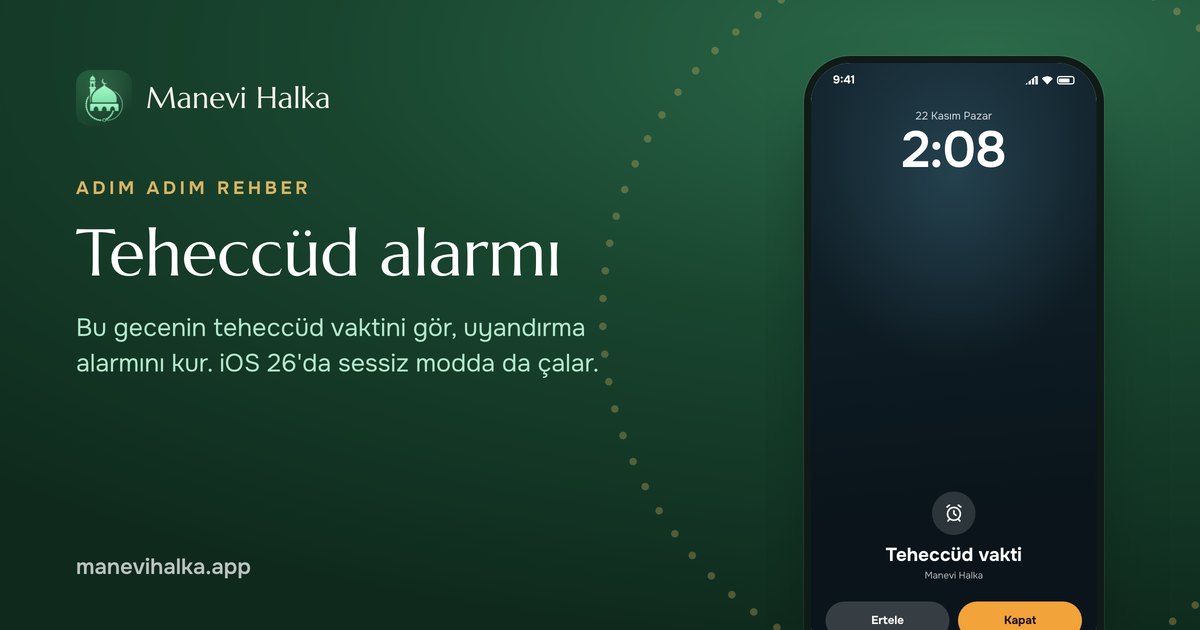 Manevi Halka
ADIM ADIM REHBER
Teheccüd alarmı
Bu gecenin teheccüd vaktini gör, uyandırma
alarmını kur. iOS 26'da sessiz modda da çalar.
manevihalka.app
9:41
22 Kasım Pazar
2:08
Teheccüd vakti
Manevi Halka
Ertele
Kapat